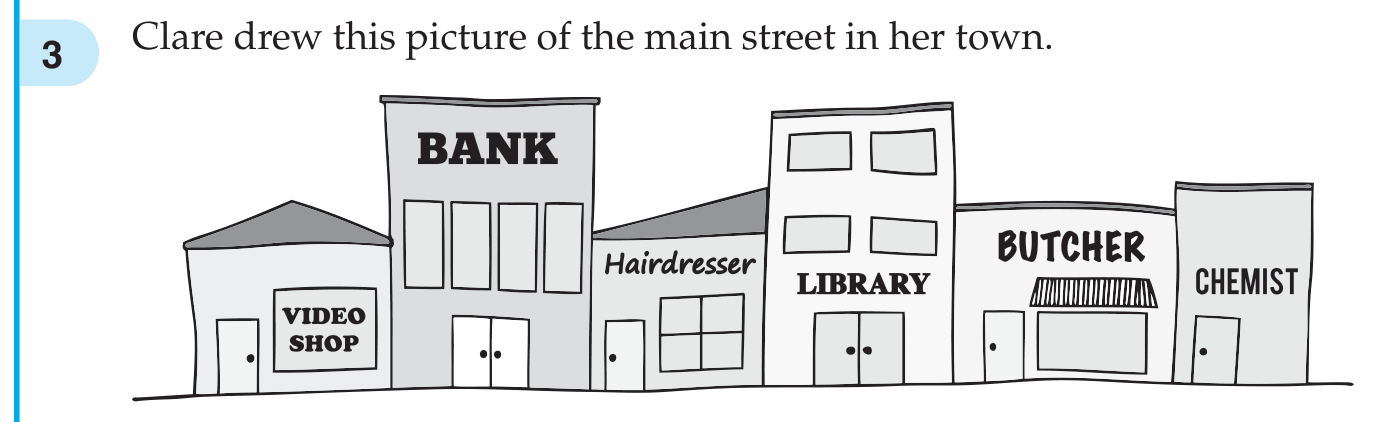 3
Clare drew this picture of the main street in her town.
BANK
VIDEO
SHOP
Hairdresser
LIBRARY
BUTCHER
CHEMIST